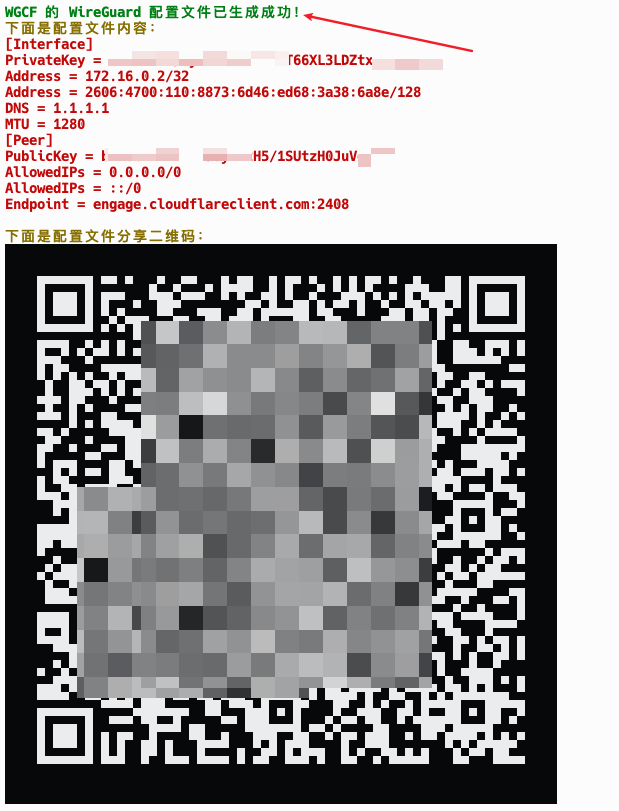 WGCF 的 WireGuard 配置文件已生成成功!
下面是配置文件内容:
[Interface]
PrivateKey = T66XL3LDZtx
Address = 172.16.0.2/32
Address = 2606:4700:110:8873:6d46:ed68:3a38:6a8e/128
DNS = 1.1.1.1
MTU = 1280
[Peer]
PublicKey = H5/1SUtzH0JuV
AllowedIPs = 0.0.0.0/0
AllowedIPs = ::/0
Endpoint = engage.cloudflareclient.com:2408
下面是配置文件分享二维码: